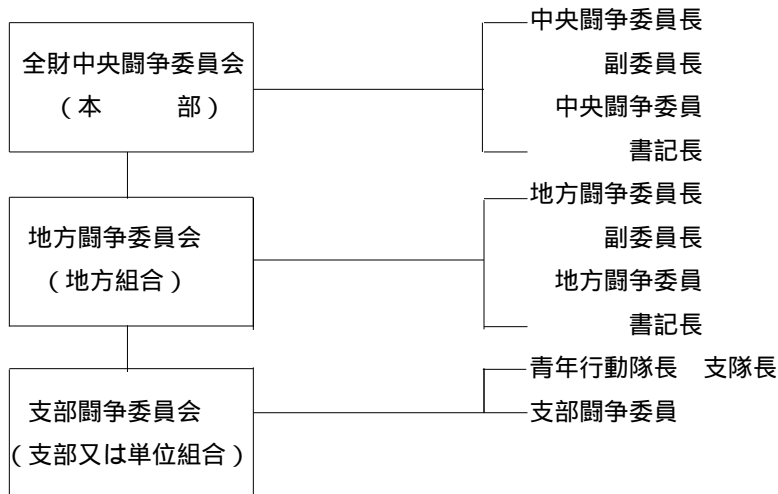 全財中央闘争委員会
（本　　　部）
中央闘争委員長
副委員長
中央闘争委員
書記長
地方闘争委員会
（地方組合）
地方闘争委員長
副委員長
地方闘争委員
書記長
支部闘争委員会
（支部又は単位組合）
青年行動隊長　支隊長
支部闘争委員